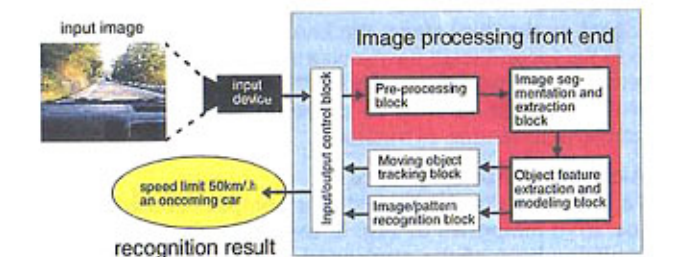 input image
Image processing front end
input
device
Input/output control block
Pre-processing
block
Image seg-
mentation and
extraction
block
Moving object
tracking block
Object feature
extraction and
modeling block
Image/pattern
recognition block
speed limit 50km/.h
an oncoming car
recognition result